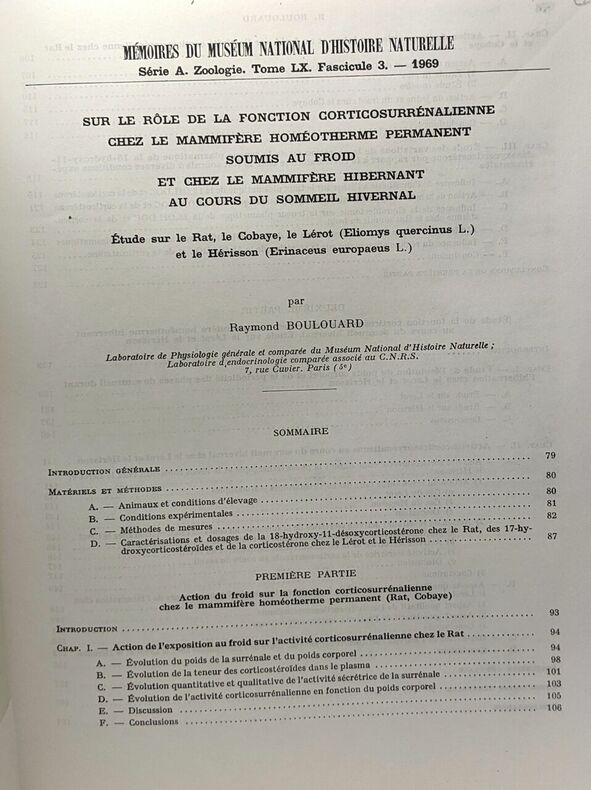 MÉMOIRES DU MUSÉUM NATIONAL D'HISTOIRE NATURELLE
Série A. Zoologie. Tome LX. Fascicule 3. — 1969
SUR LE RÔLE DE LA FONCTION CORTICOSURRÉNALIENNE
CHEZ LE MAMMIFÈRE HOMÉOTHERME PERMANENT
SOUMIS AU FROID
ET CHEZ LE MAMMIFÈRE HIBERNANT
AU COURS DU SOMMEIL HIVERNAL
Étude sur le Rat, le Cobaye, le Lérot (Eliomys quercinus L.)
et le Hérisson (Erinaceus europaeus L.)
par
Raymond BOULOUARD
Laboratoire de Physiologie générale et comparée du Muséum National d'Histoire Naturelle ;
Laboratoire d'endocrinologie comparée associé au C.N.R.S.
7, rue Cuvier. Paris (5e)
SOMMAIRE
INTRODUCTION GÉNÉRALE ........ 79
MATÉRIELS ET MÉTHODES ........ 80
A. — Animaux et conditions d'élevage ........ 80
B. — Conditions expérimentales ........ 81
C. — Méthodes de mesures ........ 82
D. — Caractérisations et dosages de la 18-hydroxy-11-désoxycorticostérone chez le Rat, des 17-hy-
droxycorticostéroïdes et de la corticostérone chez le Lérot et le Hérisson ........ 87
PREMIÈRE PARTIE
Action du froid sur la fonction corticosurrénalienne
chez le mammifère homéotherme permanent (Rat, Cobaye)
INTRODUCTION ........ 93
CHAP. I. — Action de l'exposition au froid sur l'activité corticosurrénalienne chez le Rat ........ 94
A. — Évolution du poids de la surrénale et du poids corporel ........ 94
B. — Évolution de la teneur des corticostéroïdes dans le plasma ........ 98
C. — Évolution quantitative et qualitative de l'activité sécrétrice de la surrénale ........ 101
D. — Évolution de l'activité corticosurrénalienne en fonction du poids corporel ........ 103
E. — Discussion ........ 105
F. — Conclusions ........ 106